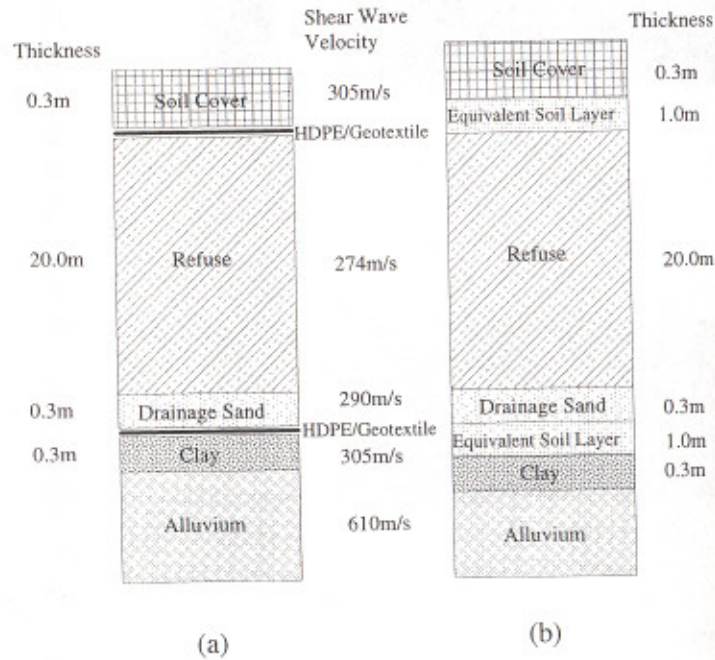 Shear Wave
Velocity
Thickness
Thickness
Soil Cover
0.3m
305m/s
HDPE/Geotextile
20.0m
Refuse
274m/s
0.3m
Drainage Sand
290m/s
HDPE/Geotextile
0.3m
Clay
305m/s
Alluvium
610m/s
(a)
Soil Cover
0.3m
Equivalent Soil Layer
1.0m
Refuse
20.0m
Drainage Sand
0.3m
Equivalent Soil Layer
1.0m
Clay
0.3m
Alluvium
(b)